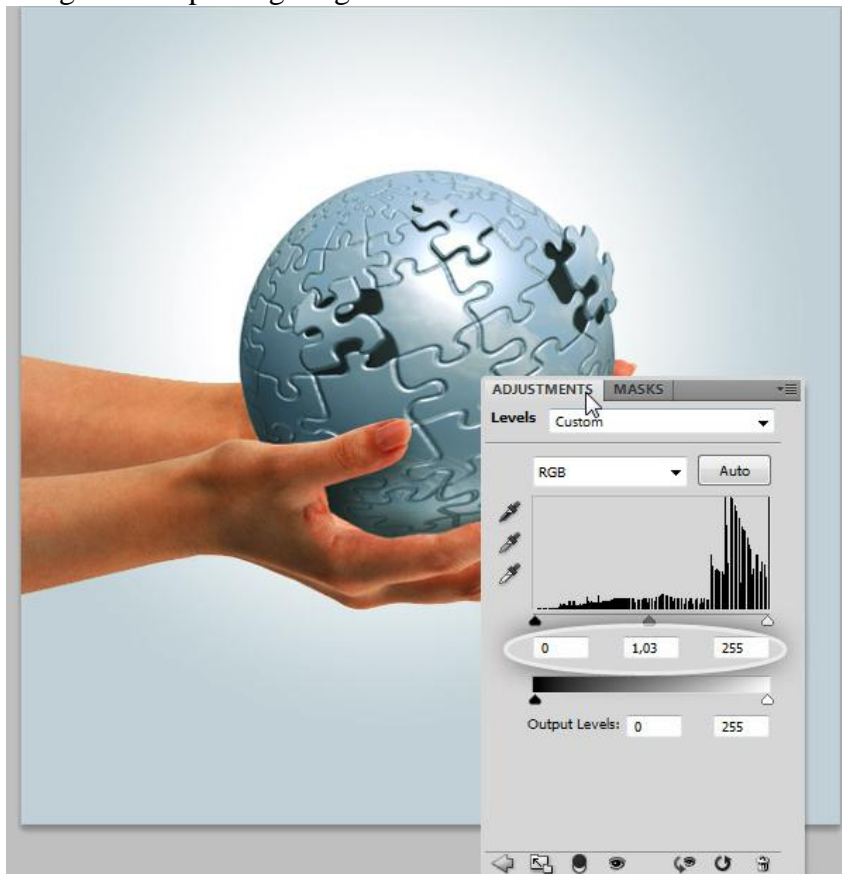 ADJUSTMENTS MASKS
Levels Custom
RGB Auto
0 1,03 255
Output Levels: 0 255